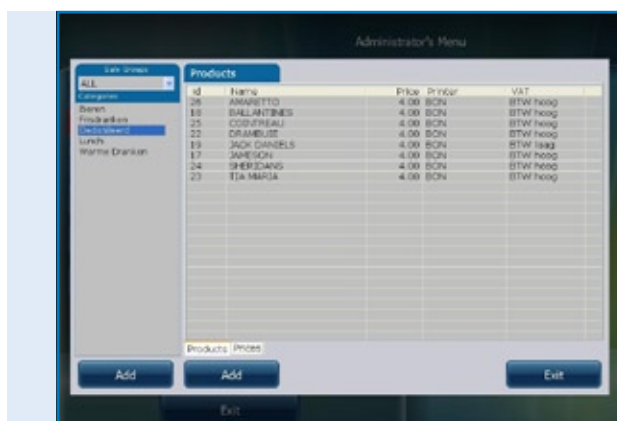 Administrator's Menu
Sale Groups
ALL
Categories
Bieren
Frisdranken
Gedistilleerd
Lunch
Warme Dranken
Products
id Name Price Printer VAT
26 AMARETTO 4.00 BON BTW hoog
18 BALLANTINES 4.00 BON BTW hoog
25 COINTREAU 4.00 BON BTW hoog
22 DRAMBUIE 4.00 BON BTW hoog
19 JACK DANIELS 4.00 BON BTW laag
17 JAMESON 4.00 BON BTW hoog
24 SHERIDANS 4.00 BON BTW hoog
23 TIA MARIA 4.00 BON BTW hoog
Products Prices
Add Add Exit
Exit